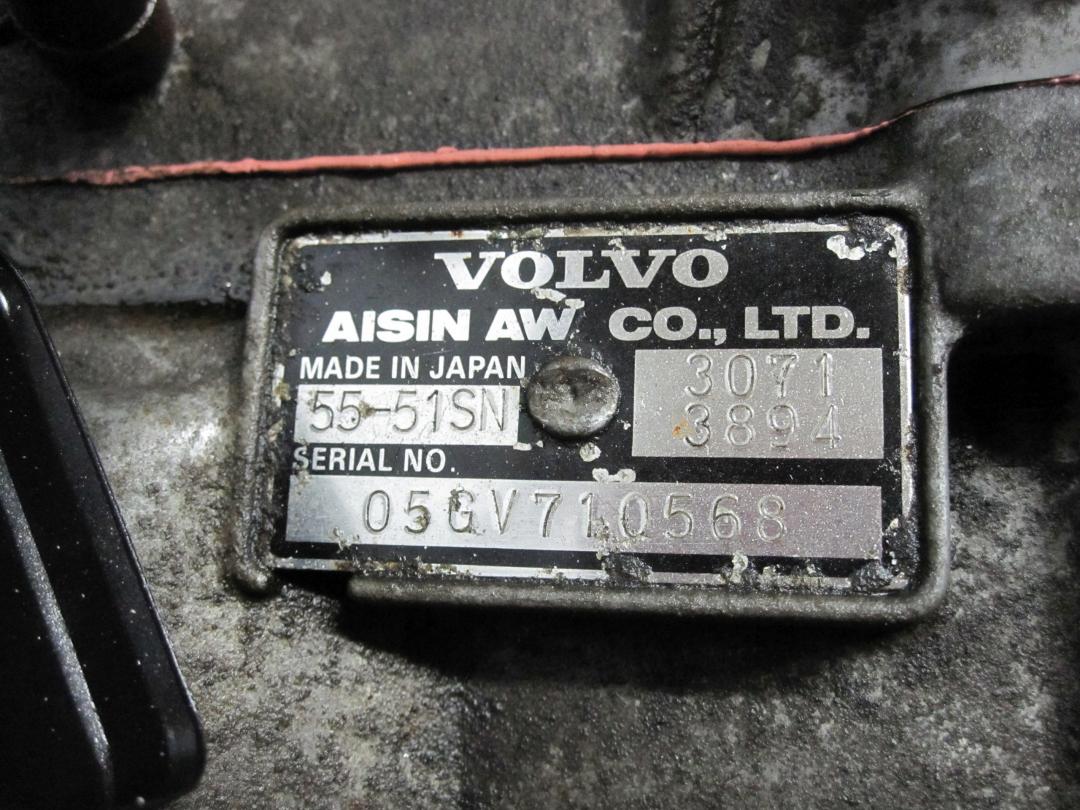 VOLVO
AISIN AW CO., LTD.
MADE IN JAPAN
55-51SN
3071
3894
SERIAL NO.
05GV710568